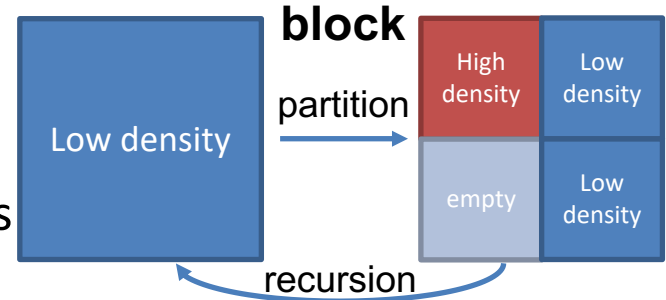 block
High
density
Low
density
partition
Low density
s
empty
Low
density
recursion